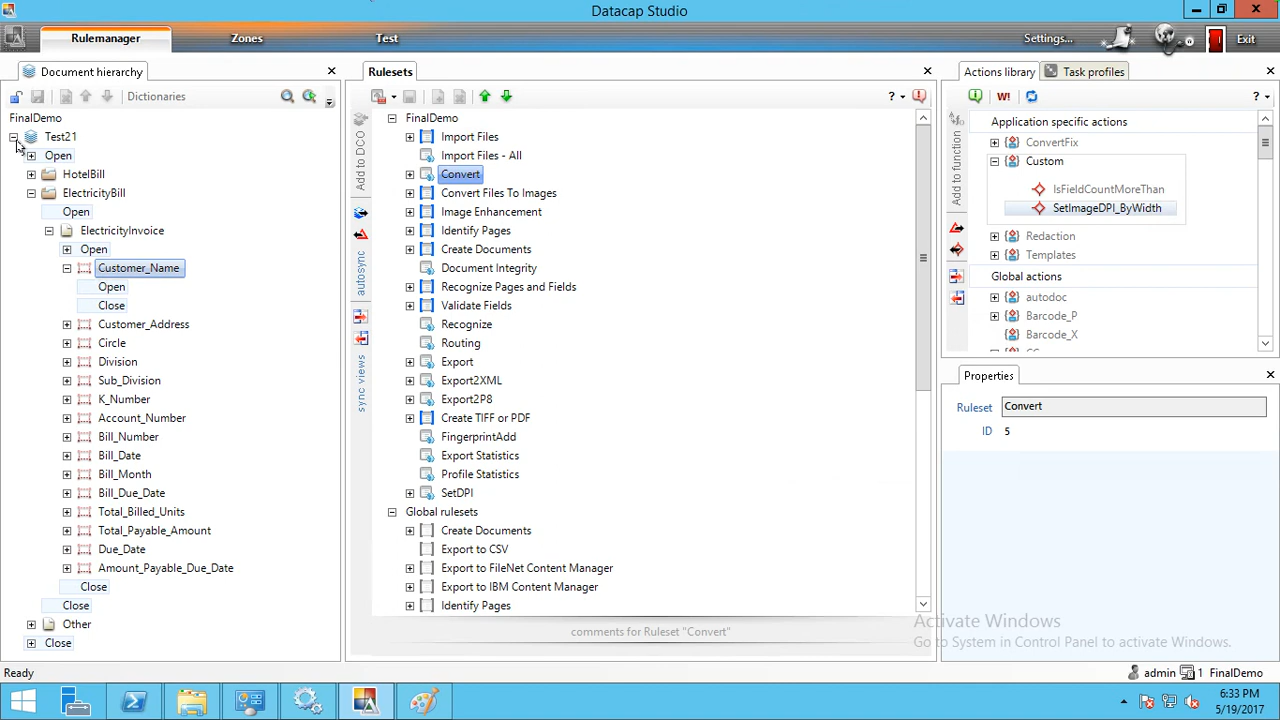 Datacap Studio
Rulemanager
Zones
Test
Settings...
Exit
Document hierarchy
Dictionaries
FinalDemo
Test21
Open
HotelBill
ElectricityBill
Open
ElectricityInvoice
Open
Customer_Name
Open
Close
Customer_Address
Circle
Division
Sub_Division
K_Number
Account_Number
Bill_Number
Bill_Date
Bill_Month
Bill_Due_Date
Total_Billed_Units
Total_Payable_Amount
Due_Date
Amount_Payable_Due_Date
Close
Close
Other
Close
Rulesets
?
Add to DCO
autosync
sync views
FinalDemo
Import Files
Import Files - All
Convert
Convert Files To Images
Image Enhancement
Identify Pages
Create Documents
Document Integrity
Recognize Pages and Fields
Validate Fields
Recognize
Routing
Export
Export2XML
Export2P8
Create TIFF or PDF
FingerprintAdd
Export Statistics
Profile Statistics
SetDPI
Global rulesets
Create Documents
Export to CSV
Export to FileNet Content Manager
Export to IBM Content Manager
Identify Pages
comments for Ruleset "Convert"
Actions library
Task profiles
W!
?
Add to function
Application specific actions
ConvertFix
Custom
IsFieldCountMoreThan
SetImageDPI_ByWidth
Redaction
Templates
Global actions
autodoc
Barcode_P
Barcode_X
Properties
Ruleset Convert
ID 5
Activate Windows
Go to System in Control Panel to activate Windows.
Ready
admin 1 FinalDemo
6:33 PM
5/19/2017